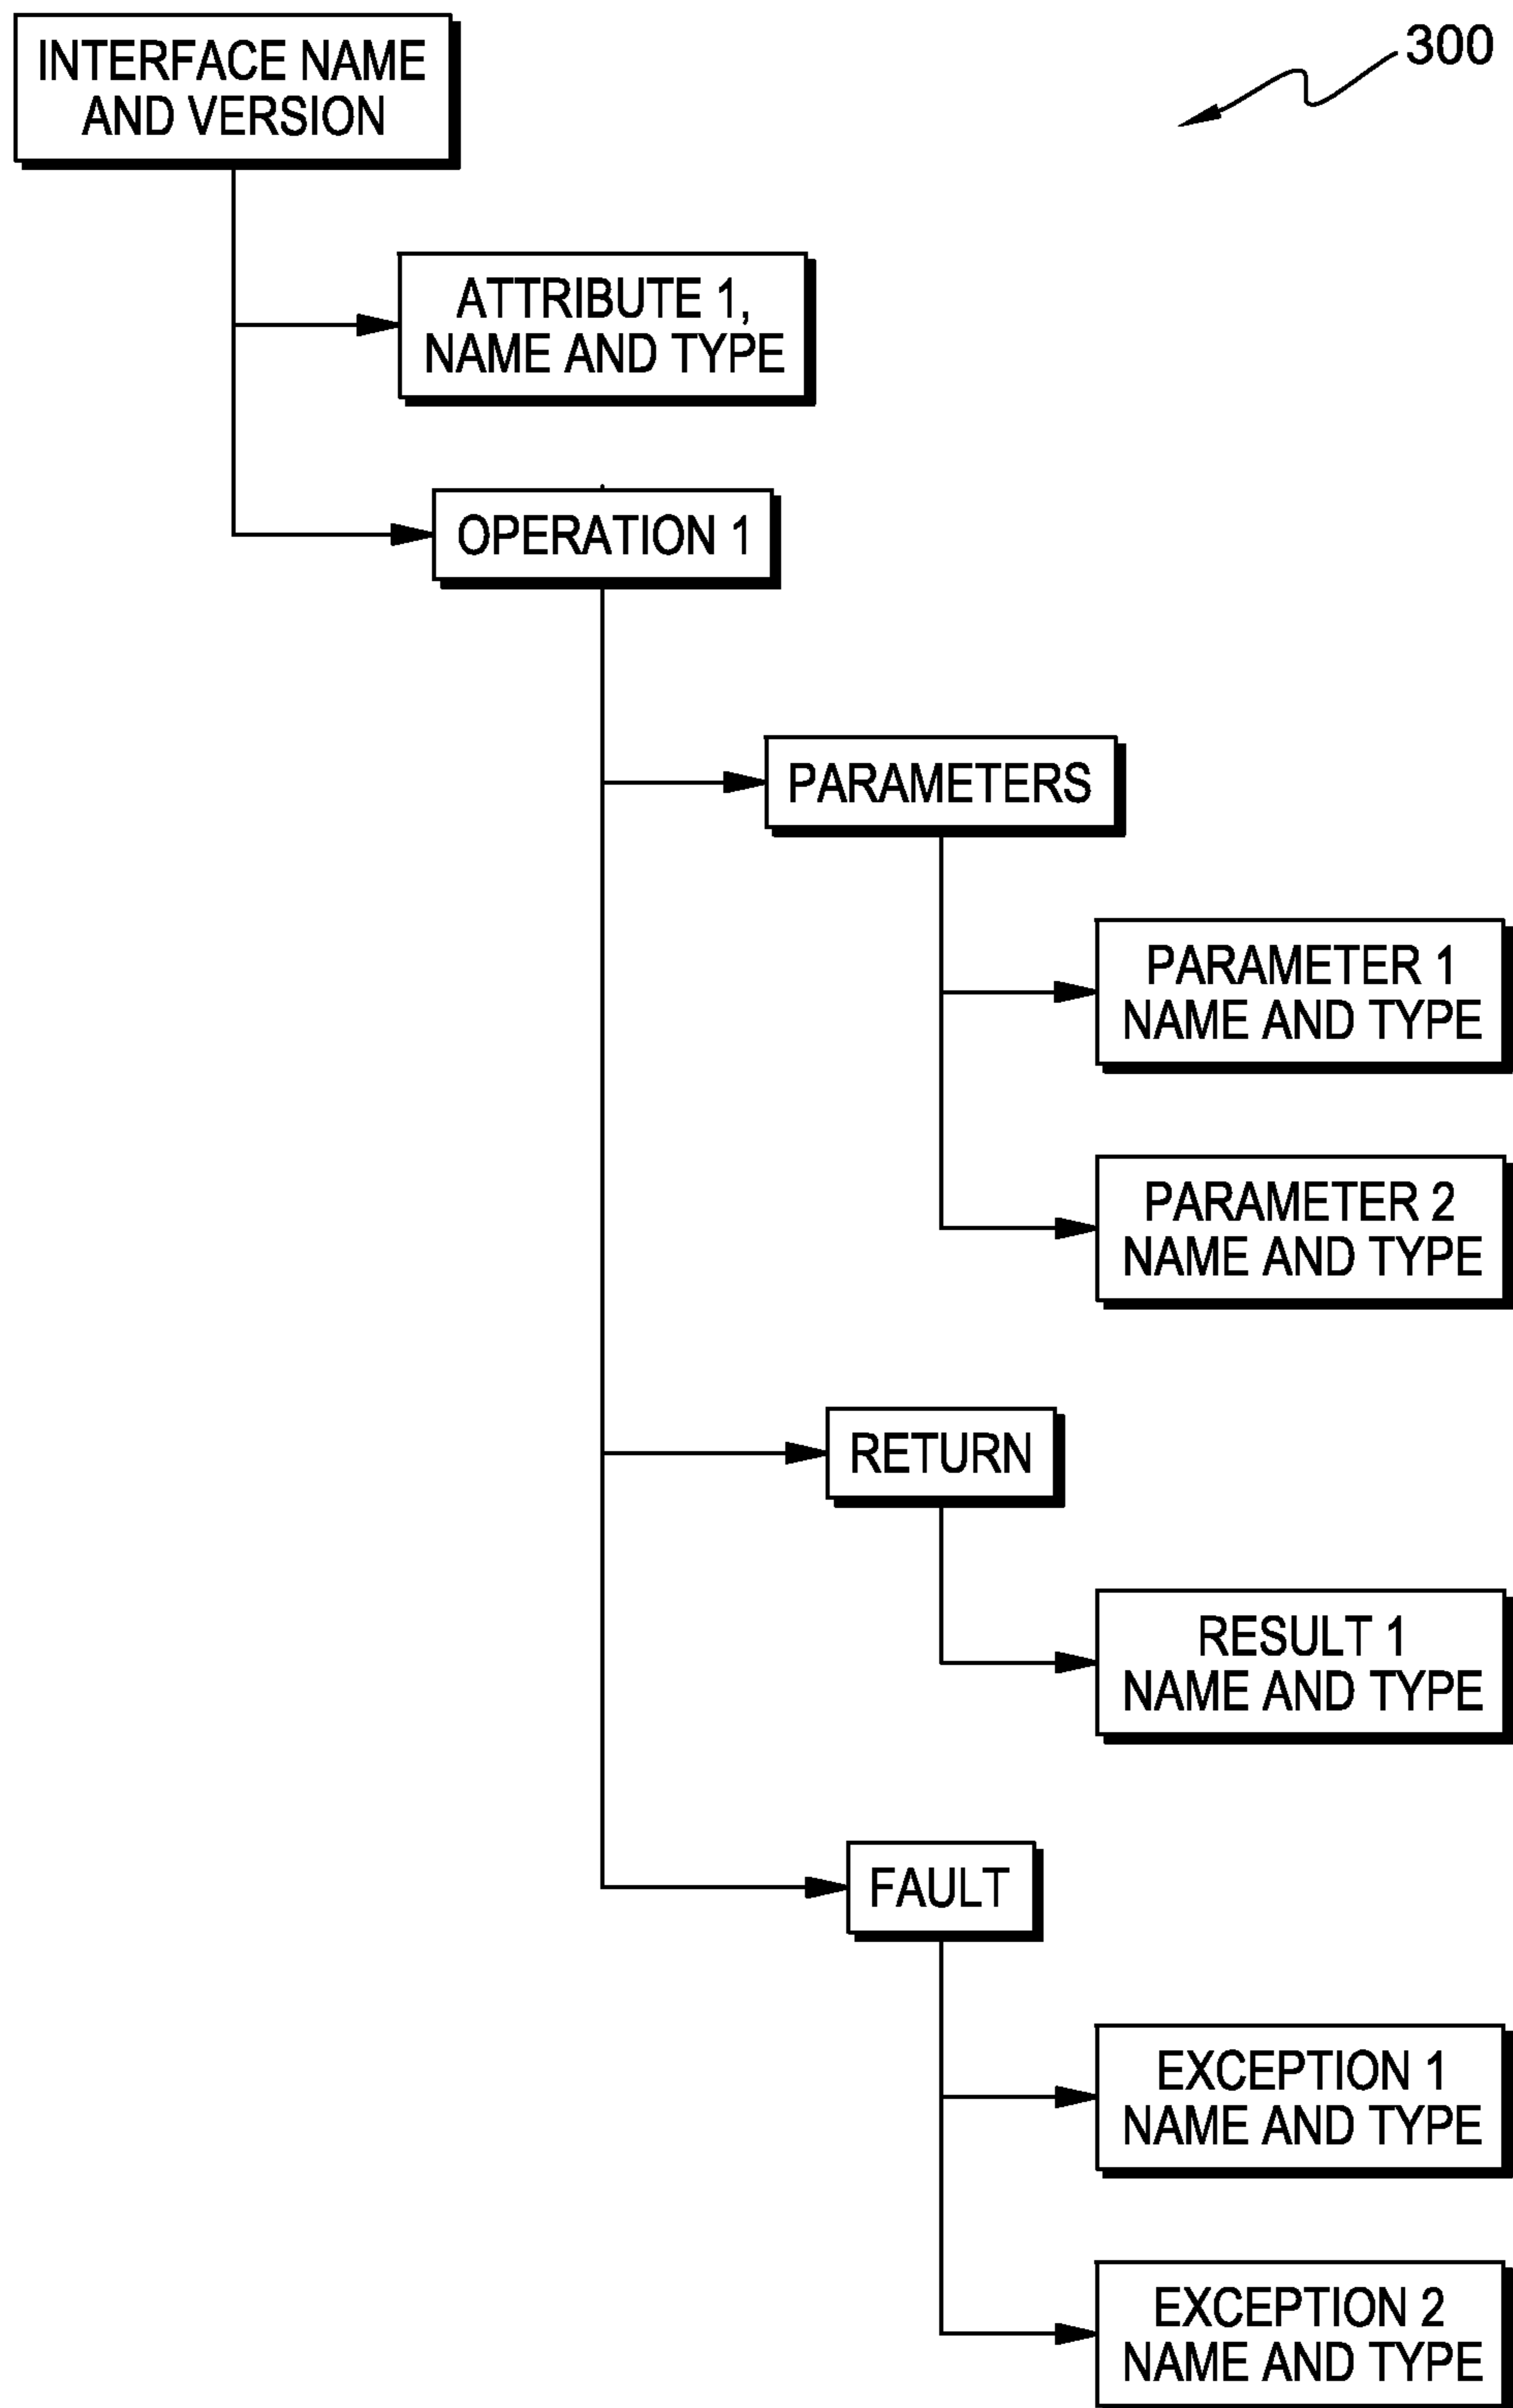 300
INTERFACE NAME
AND VERSION
ATTRIBUTE 1,
NAME AND TYPE
OPERATION 1
PARAMETERS
PARAMETER 1
NAME AND TYPE
PARAMETER 2
NAME AND TYPE
RETURN
RESULT 1
NAME AND TYPE
FAULT
EXCEPTION 1
NAME AND TYPE
EXCEPTION 2
NAME AND TYPE